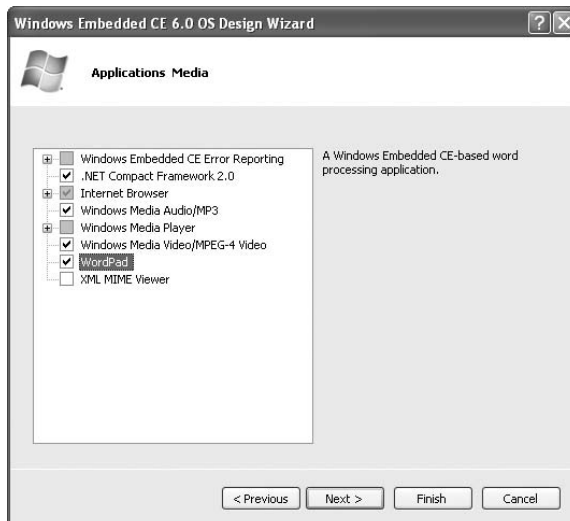 Windows Embedded CE 6.0 OS Design Wizard
Applications Media
Windows Embedded CE Error Reporting
.NET Compact Framework 2.0
Internet Browser
Windows Media Audio/MP3
Windows Media Player
Windows Media Video/MPEG-4 Video
WordPad
XML MIME Viewer
A Windows Embedded CE-based word
processing application.
< Previous
Next >
Finish
Cancel